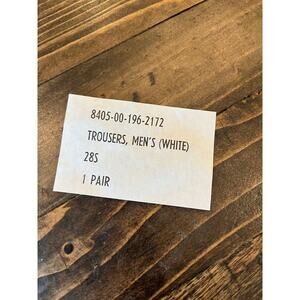 8405-00-196-2172
TROUSERS, MEN'S (WHITE)
28S
1 PAIR